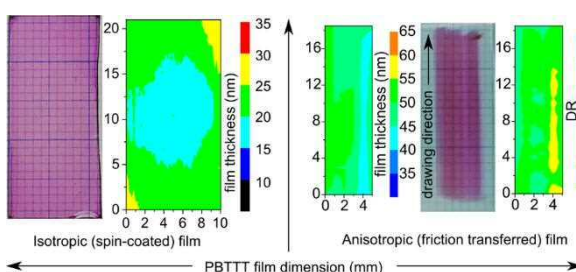 20
15
10
5
0
0 2 4 6 8 10
35
30
25
20
15
10
5
film thickness (nm)
Isotropic (spin-coated) film
16
12
8
4
0
0 2 4
65
60
55
50
45
40
35
film thickness (nm)
drawing direction
16
12
8
4
0
0 2 4
DR
Anisotropic (friction transferred) film
PBTTT film dimension (mm)